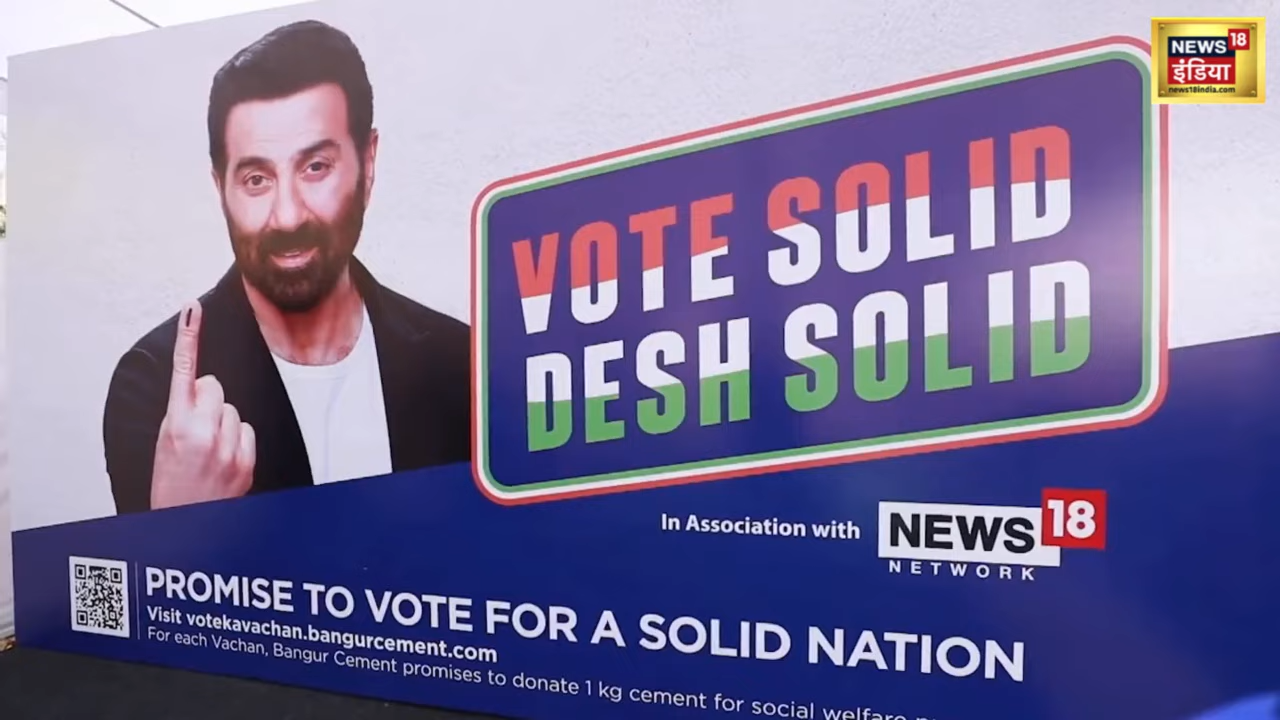 NEWS 18
इंडिया
news18india.com
VOTE SOLID
DESH SOLID
In Association with
NEWS 18
NETWORK
PROMISE TO VOTE FOR A SOLID NATION
Visit votekavachan.bangurcement.com
For each Vachan, Bangur Cement promises to donate 1 kg cement for social welfare